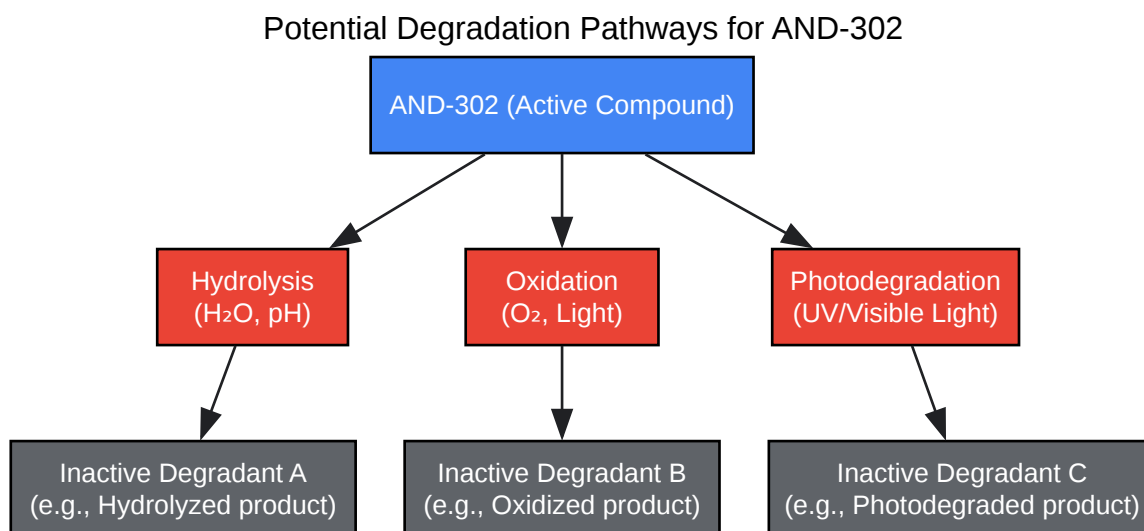 Potential Degradation Pathways for AND-302
AND-302 (Active Compound)
Hydrolysis
(H₂O, pH)
Oxidation
(O₂, Light)
Photodegradation
(UV/Visible Light)
Inactive Degradant A
(e.g., Hydrolyzed product)
Inactive Degradant B
(e.g., Oxidized product)
Inactive Degradant C
(e.g., Photodegraded product)